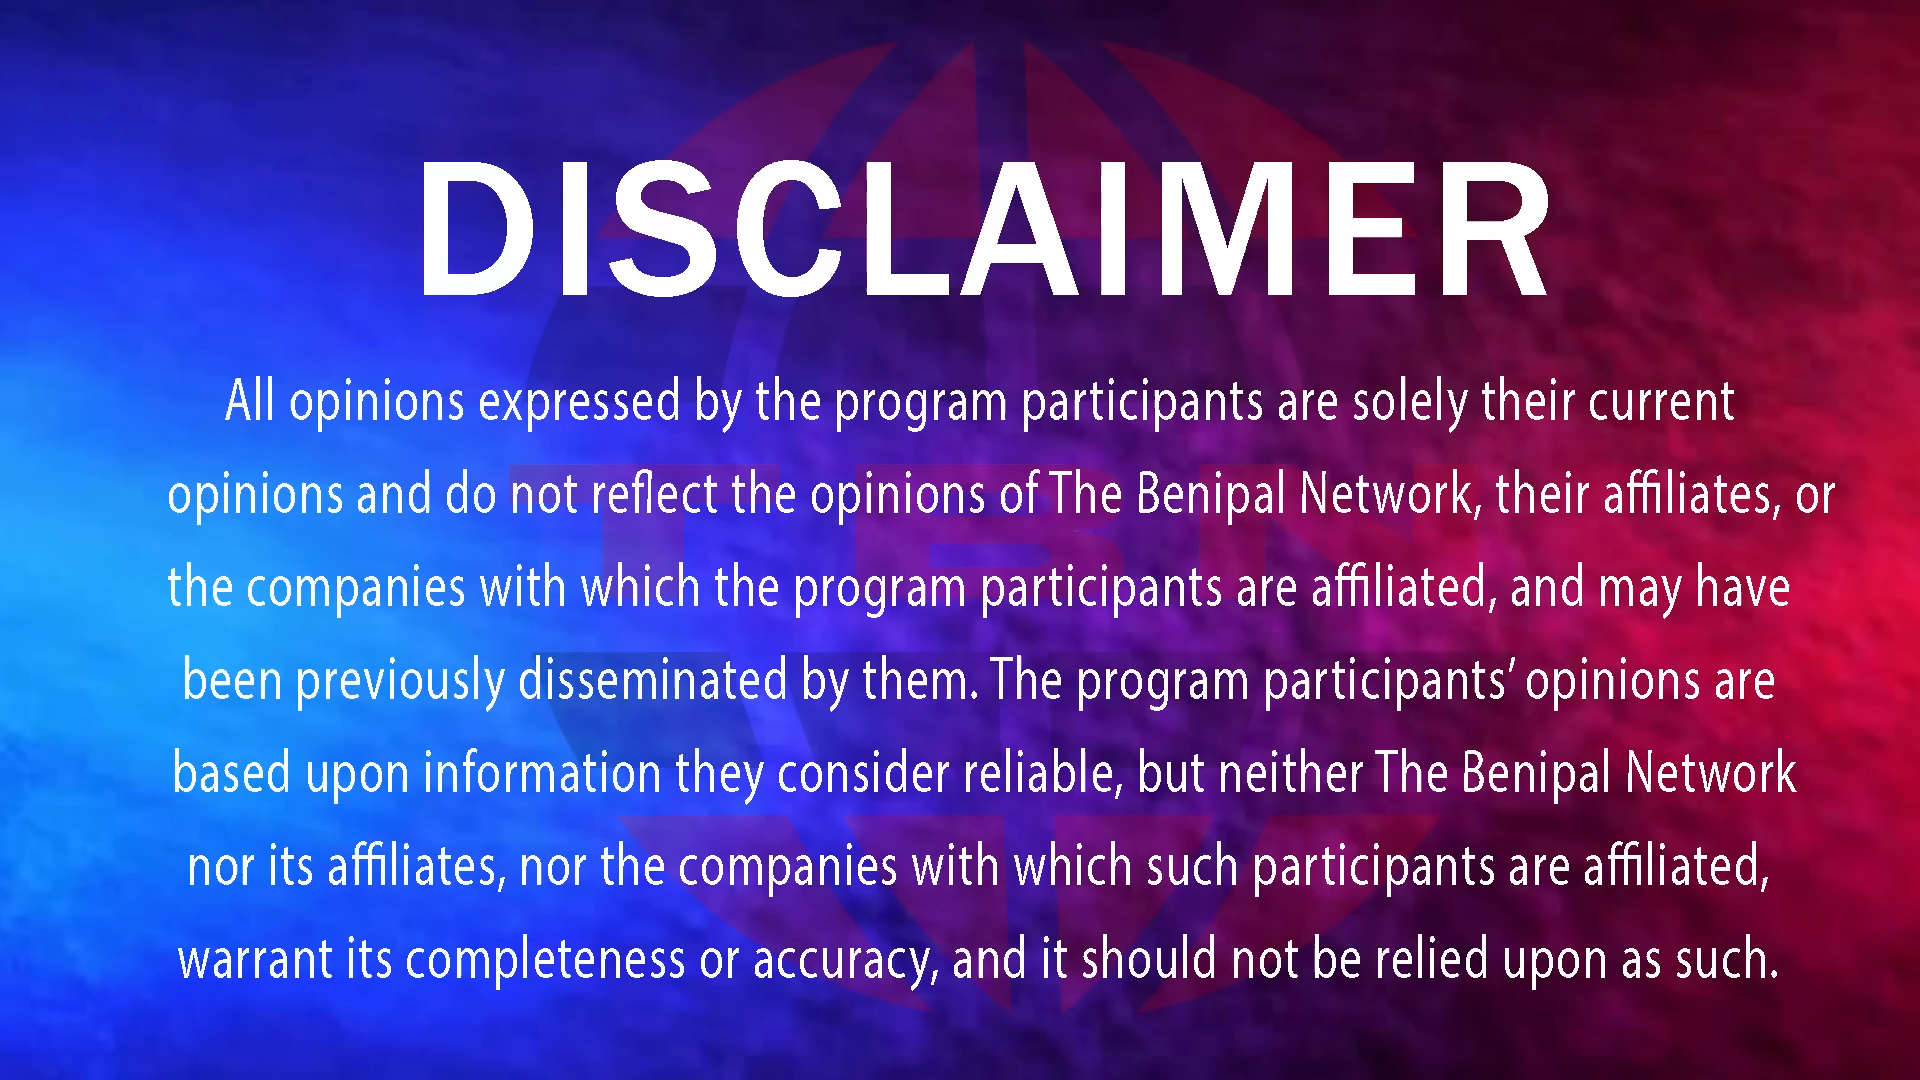 DISCLAIMER
All opinions expressed by the program participants are solely their current
opinions and do not reflect the opinions of The Benipal Network, their affiliates, or
the companies with which the program participants are affiliated, and may have
been previously disseminated by them. The program participants’ opinions are
based upon information they consider reliable, but neither The Benipal Network
nor its affiliates, nor the companies with which such participants are affiliated,
warrant its completeness or accuracy, and it should not be relied upon as such.
TBN